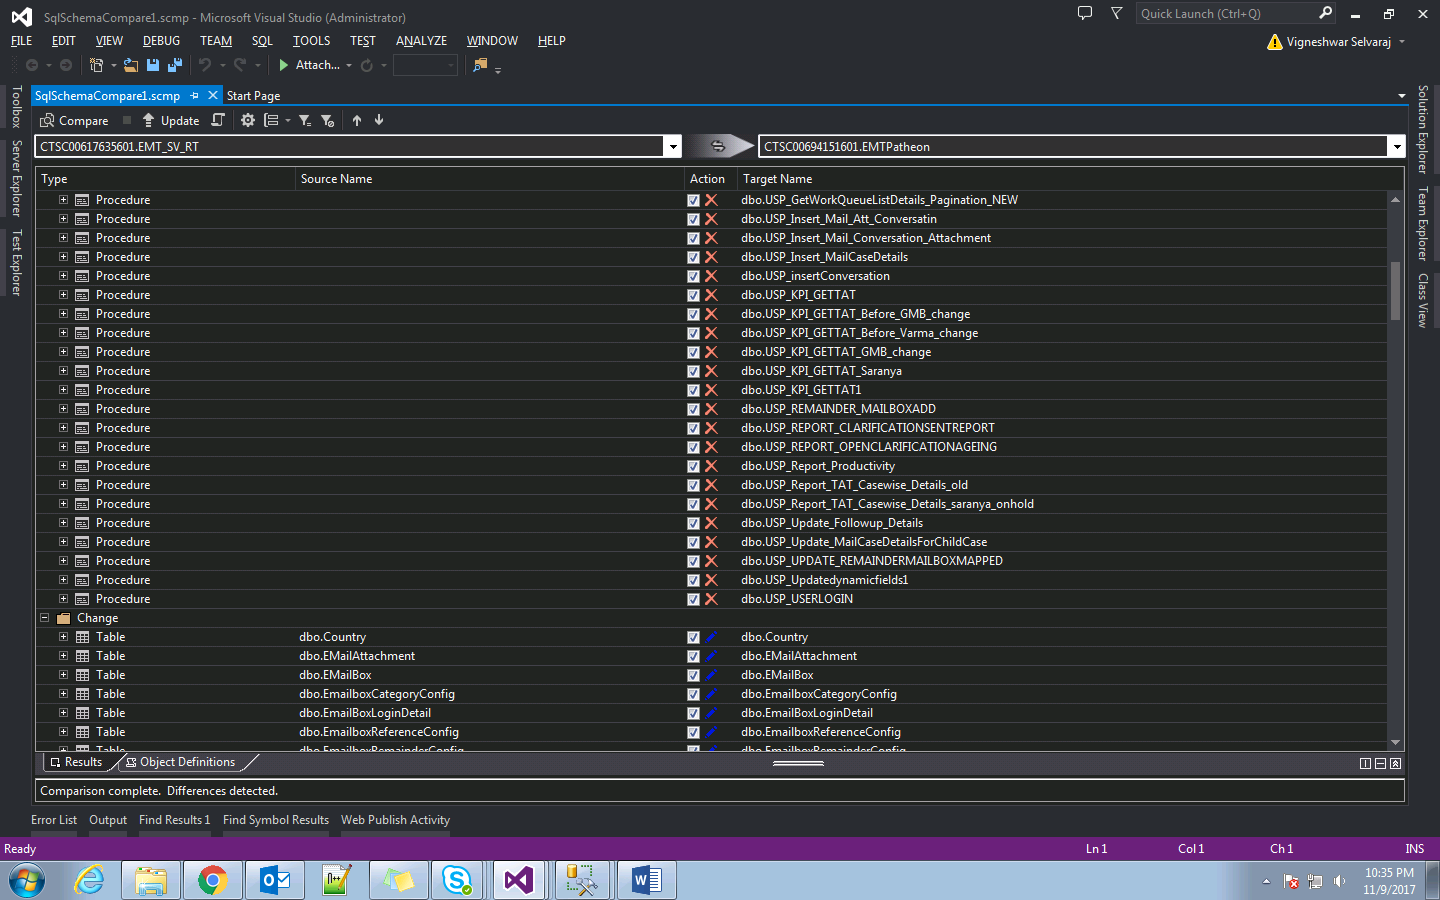 SqlSchemaCompare1.scmp - Microsoft Visual Studio (Administrator)
Quick Launch (Ctrl+Q)
FILE EDIT VIEW DEBUG TEAM SQL TOOLS TEST ANALYZE WINDOW HELP
Vigneshwar Selvaraj
Attach...
Toolbox
Server Explorer
Test Explorer
SqlSchemaCompare1.scmp Start Page
Compare Update
CTSC00617635601.EMT_SV_RT CTSC00694151601.EMTPatheon
Type Source Name Action Target Name
Procedure dbo.USP_GetWorkQueueListDetails_Pagination_NEW
Procedure dbo.USP_Insert_Mail_Att_Conversatin
Procedure dbo.USP_Insert_Mail_Conversation_Attachment
Procedure dbo.USP_Insert_MailCaseDetails
Procedure dbo.USP_insertConversation
Procedure dbo.USP_KPI_GETTAT
Procedure dbo.USP_KPI_GETTAT_Before_GMB_change
Procedure dbo.USP_KPI_GETTAT_Before_Varma_change
Procedure dbo.USP_KPI_GETTAT_GMB_change
Procedure dbo.USP_KPI_GETTAT_Saranya
Procedure dbo.USP_KPI_GETTAT1
Procedure dbo.USP_REMAINDER_MAILBOXADD
Procedure dbo.USP_REPORT_CLARIFICATIONSENTREPORT
Procedure dbo.USP_REPORT_OPENCLARIFICATIONAGEING
Procedure dbo.USP_Report_Productivity
Procedure dbo.USP_Report_TAT_Casewise_Details_old
Procedure dbo.USP_Report_TAT_Casewise_Details_saranya_onhold
Procedure dbo.USP_Update_Followup_Details
Procedure dbo.USP_Update_MailCaseDetailsForChildCase
Procedure dbo.USP_UPDATE_REMAINDERMAILBOXMAPPED
Procedure dbo.USP_Updatedynamicfields1
Procedure dbo.USP_USERLOGIN
Change
Table dbo.Country dbo.Country
Table dbo.EMailAttachment dbo.EMailAttachment
Table dbo.EMailBox dbo.EMailBox
Table dbo.EmailboxCategoryConfig dbo.EmailboxCategoryConfig
Table dbo.EmailBoxLoginDetail dbo.EmailBoxLoginDetail
Table dbo.EmailboxReferenceConfig dbo.EmailboxReferenceConfig
Table dbo.EmailboxRemainderConfig dbo.EmailboxRemainderConfig
Solution Explorer
Team Explorer
Class View
Results Object Definitions
Comparison complete. Differences detected.
Error List Output Find Results 1 Find Symbol Results Web Publish Activity
Ready Ln 1 Col 1 Ch 1 INS
10:35 PM
11/9/2017